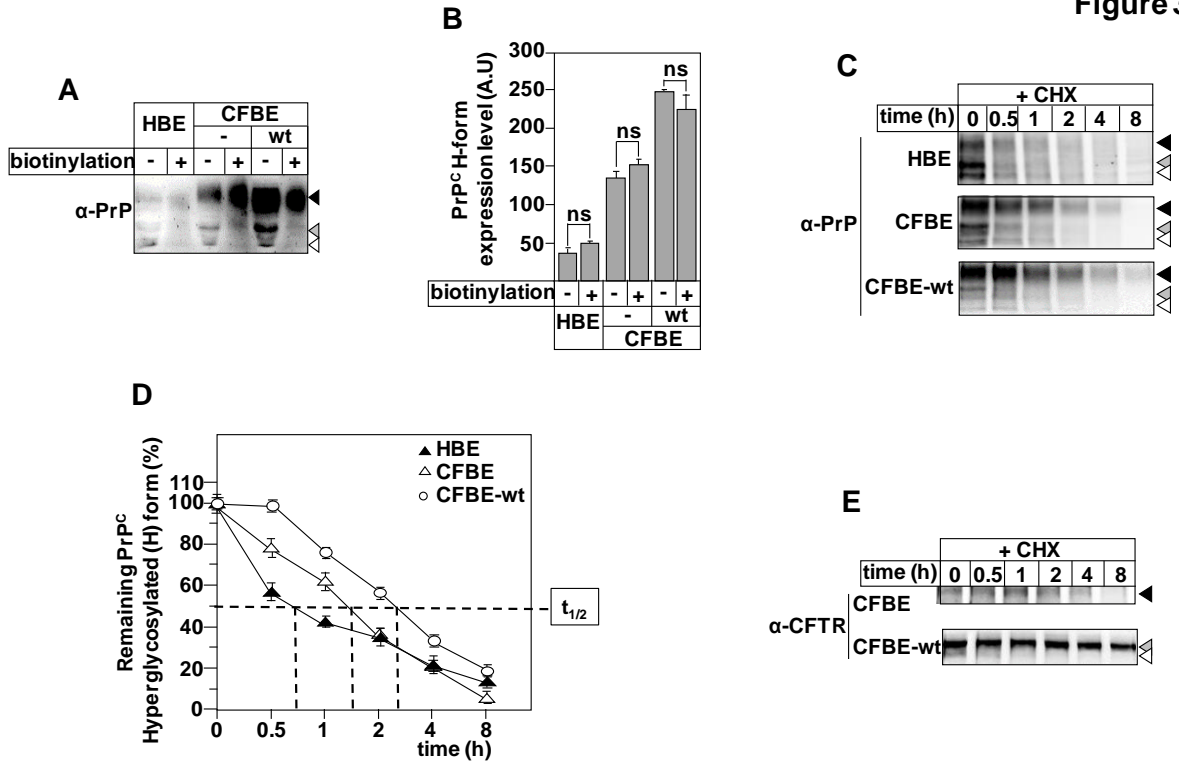 Figure
A
HBE
CFBE
-
wt
biotinylation
-
+
-
+
-
+
α-PrP
B
PrPᶜ H-form
expression level (A.U)
300
250
200
150
100
50
ns
ns
ns
biotinylation
-
+
-
+
-
+
HBE
-
wt
CFBE
C
+ CHX
time (h)
0
0.5
1
2
4
8
α-PrP
HBE
CFBE
CFBE-wt
D
Remaining PrPᶜ
Hyperglycosylated (H) form (%)
110
100
80
60
40
20
0
HBE
CFBE
CFBE-wt
t1/2
0
0.5
1
2
4
8
time (h)
E
+ CHX
time (h)
0
0.5
1
2
4
8
α-CFTR
CFBE
CFBE-wt